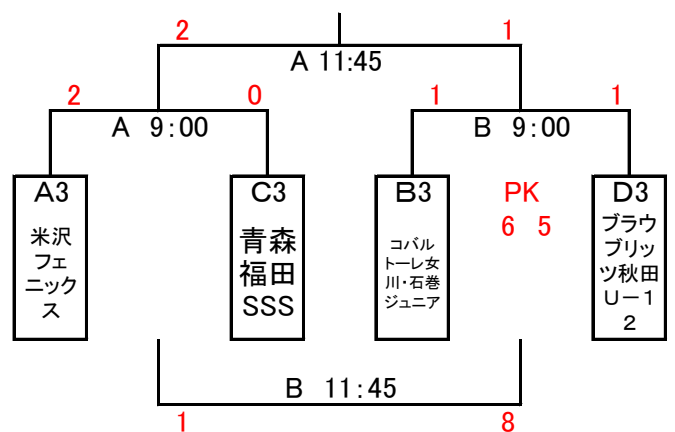 2 1
A 11:45
2 0 1 1
A 9:00 B 9:00
A3 C3 B3 PK D3
6 5
米沢
フェ
ニック
ス
青森
福田
SSS
コバル
トーレ女
川・石巻
ジュニア
ブラウ
ブリッ
ツ秋田
U－1
2
B 11:45
1 8